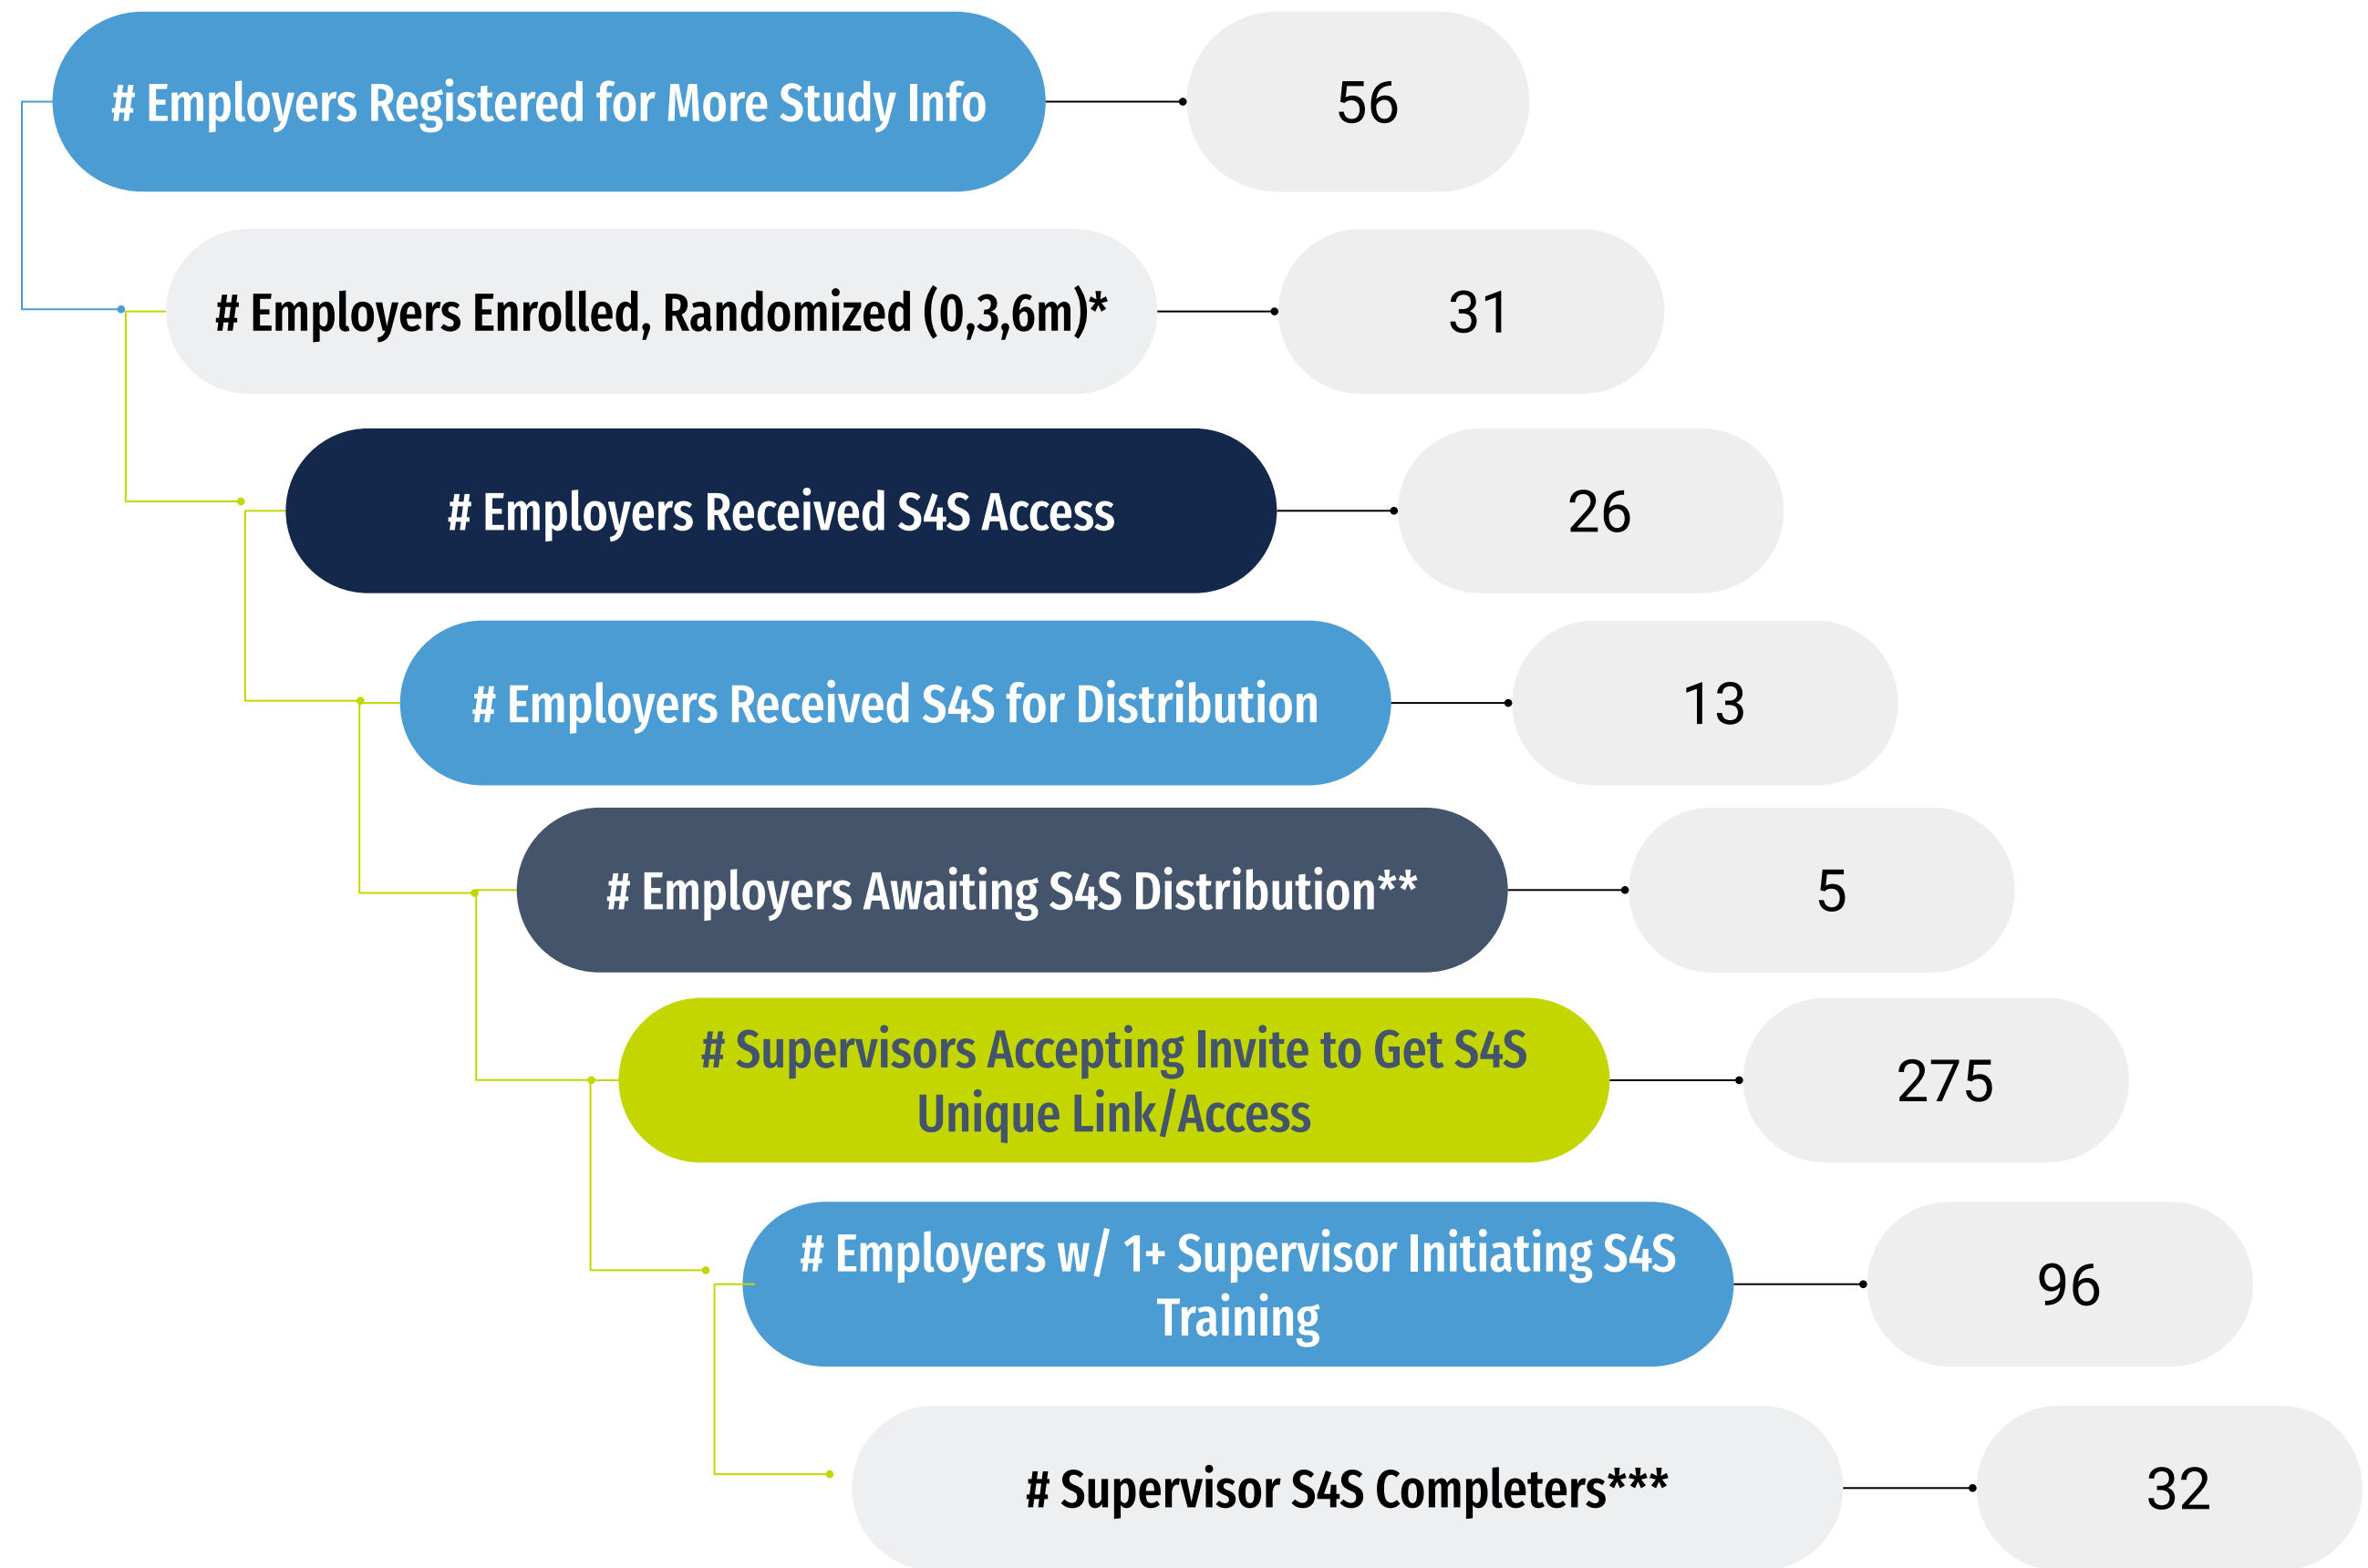 # Employers Registered for More Study Info
56
# Employers Enrolled, Randomized (0,3,6m)*
31
# Employers Received S4S Access
26
# Employers Received S4S for Distribution
13
# Employers Awaiting S4S Distribution**
5
# Supervisors Accepting Invite to Get S4S
Unique Link/Access
275
# Employers w/ 1+ Supervisor Initiating S4S
Training
96
# Supervisor S4S Completers***
32